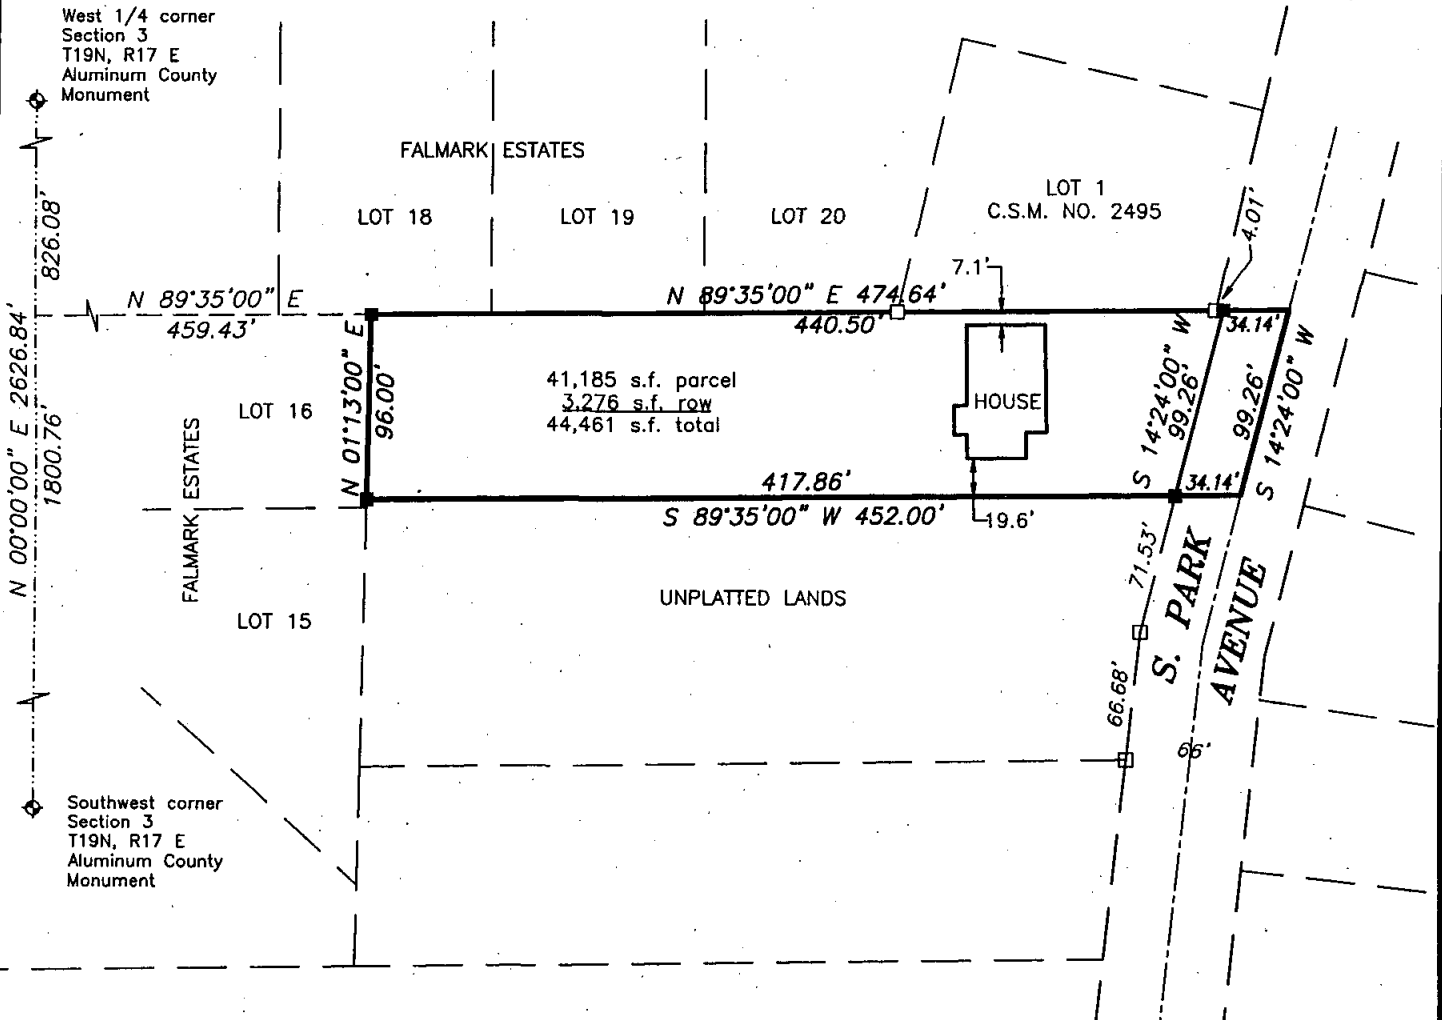 West 1/4 corner
Section 3
T19N, R17 E
Aluminum County
Monument
FALMARK ESTATES
LOT 18
LOT 19
LOT 20
LOT 1
C.S.M. NO. 2495
4.01'
826.08'
7.1'
N 89°35'00" E
459.43'
N 89°35'00" E 474.64'
440.50'
34.14'
N 00°00'00" E 2626.84'
1800.76'
N 01°13'00" E
96.00'
LOT 16
FALMARK ESTATES
41,185 s.f. parcel
3,276 s.f. row
44,461 s.f. total
HOUSE
S 14°24'00" W
99.26'
99.26'
S 14°24'00" W
417.86'
34.14'
S 89°35'00" W 452.00'
19.6'
71.53'
S. PARK
AVENUE
UNPLATTED LANDS
LOT 15
66.68'
66'
Southwest corner
Section 3
T19N, R17 E
Aluminum County
Monument